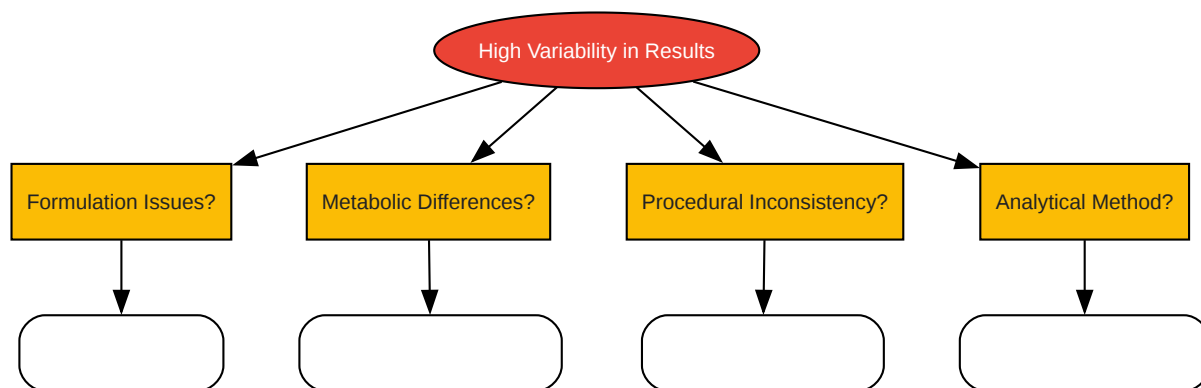 High Variability in Results
Formulation Issues?
Metabolic Differences?
Procedural Inconsistency?
Analytical Method?